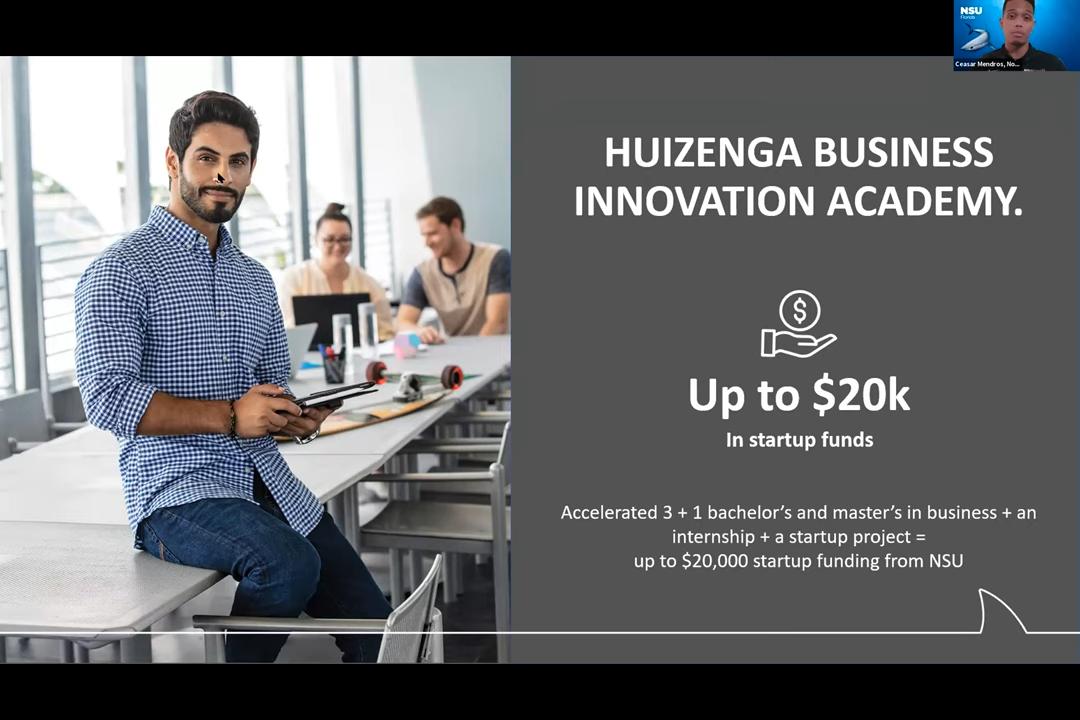 NSU
Florida
Ceasar Mendros, No...
HUIZENGA BUSINESS
INNOVATION ACADEMY.
$
Up to $20k
In startup funds
Accelerated 3 + 1 bachelor's and master's in business + an
internship + a startup project =
up to $20,000 startup funding from NSU